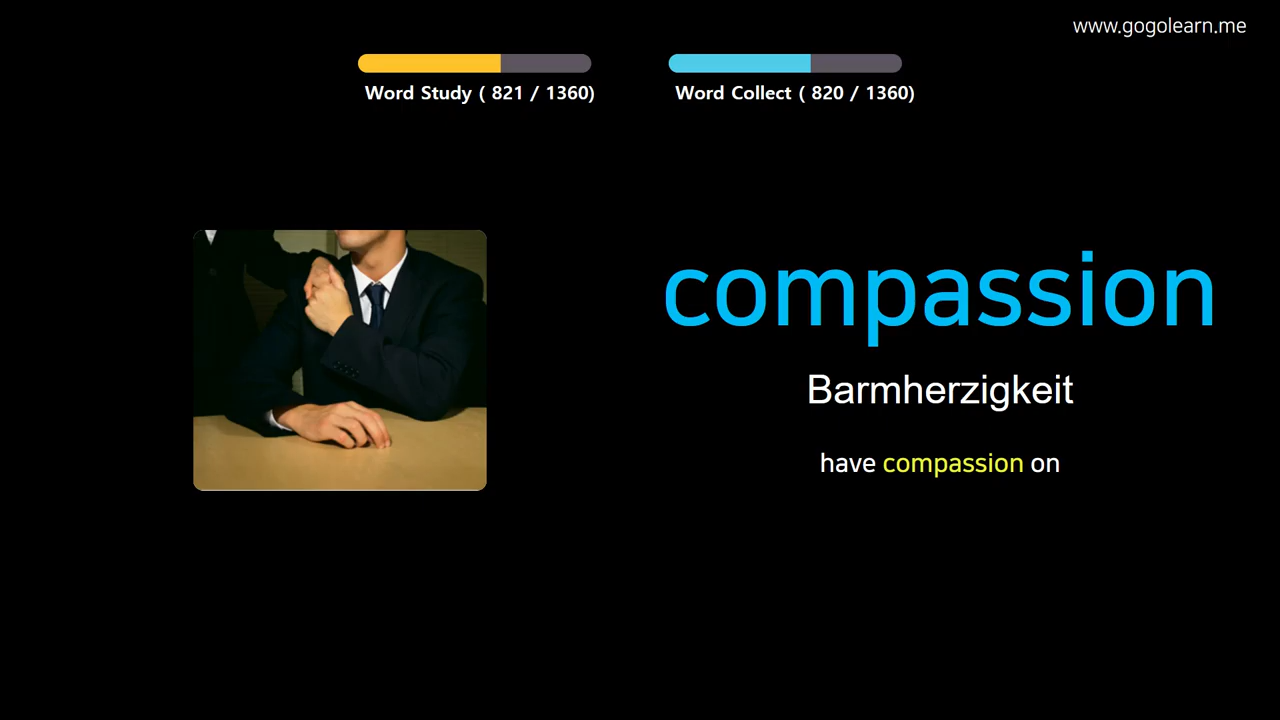 www.gogolearn.me
Word Study ( 821 / 1360)
Word Collect ( 820 / 1360)
compassion
Barmherzigkeit
have compassion on